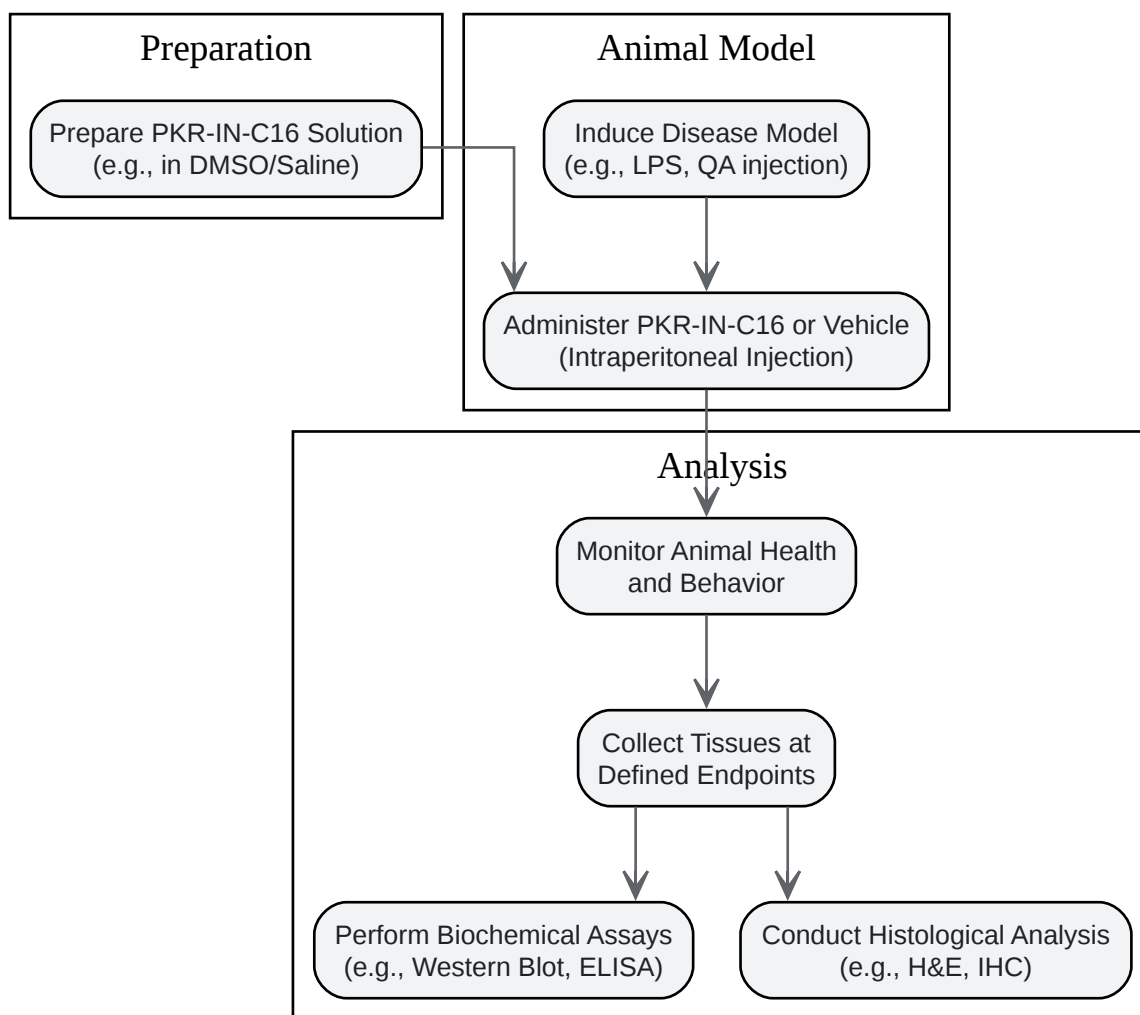 Preparation
Prepare PKR-IN-C16 Solution
(e.g., in DMSO/Saline)
Animal Model
Induce Disease Model
(e.g., LPS, QA injection)
Administer PKR-IN-C16 or Vehicle
(Intraperitoneal Injection)
Analysis
Monitor Animal Health
and Behavior
Collect Tissues at
Defined Endpoints
Perform Biochemical Assays
(e.g., Western Blot, ELISA)
Conduct Histological Analysis
(e.g., H&E, IHC)